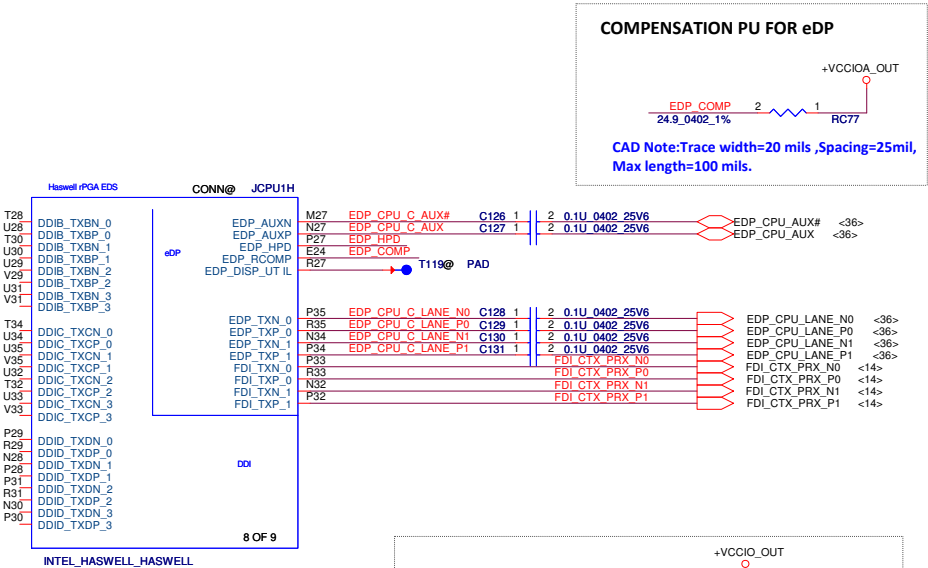 COMPENSATION PU FOR eDP
+VCCIOA_OUT
EDP_COMP 2 1
24.9_0402_1% RC77
CAD Note:Trace width=20 mils ,Spacing=25mil,
Max length=100 mils.
Haswell rPGA EDS CONN@ JCPU1H
T28 DDIB_TXBN_0
U28 DDIB_TXBP_0
T30 DDIB_TXBN_1
U30 DDIB_TXBP_1
U29 DDIB_TXBN_2
V29 DDIB_TXBP_2
U31 DDIB_TXBN_3
V31 DDIB_TXBP_3
T34 DDIC_TXCN_0
U34 DDIC_TXCP_0
U35 DDIC_TXCN_1
V35 DDIC_TXCP_1
U32 DDIC_TXCN_2
T32 DDIC_TXCP_2
U33 DDIC_TXCN_3
V33 DDIC_TXCP_3
P29 DDID_TXDN_0
R29 DDID_TXDP_0
N28 DDID_TXDN_1
P28 DDID_TXDP_1
P31 DDID_TXDN_2
R31 DDID_TXDP_2
N30 DDID_TXDN_3
P30 DDID_TXDP_3
eDP
DDI
EDP_AUXN M27 EDP_CPU_C_AUX# C126 1 2 0.1U_0402_25V6 EDP_CPU_AUX# <36>
EDP_AUXP N27 EDP_CPU_C_AUX C127 1 2 0.1U_0402_25V6 EDP_CPU_AUX <36>
EDP_HPD P27 EDP_HPD
EDP_RCOMP E24 EDP_COMP
EDP_DISP_UTIL R27 T119@ PAD
EDP_TXN_0 P35 EDP_CPU_C_LANE_N0 C128 1 2 0.1U_0402_25V6 EDP_CPU_LANE_N0 <36>
EDP_TXP_0 R35 EDP_CPU_C_LANE_P0 C129 1 2 0.1U_0402_25V6 EDP_CPU_LANE_P0 <36>
EDP_TXN_1 N34 EDP_CPU_C_LANE_N1 C130 1 2 0.1U_0402_25V6 EDP_CPU_LANE_N1 <36>
EDP_TXP_1 P34 EDP_CPU_C_LANE_P1 C131 1 2 0.1U_0402_25V6 EDP_CPU_LANE_P1 <36>
FDI_TXN_0 P33 FDI_CTX_PRX_N0 FDI_CTX_PRX_N0 <14>
FDI_TXP_0 R33 FDI_CTX_PRX_P0 FDI_CTX_PRX_P0 <14>
FDI_TXN_1 N32 FDI_CTX_PRX_N1 FDI_CTX_PRX_N1 <14>
FDI_TXP_1 P32 FDI_CTX_PRX_P1 FDI_CTX_PRX_P1 <14>
8 OF 9
INTEL_HASWELL_HASWELL
+VCCIO_OUT